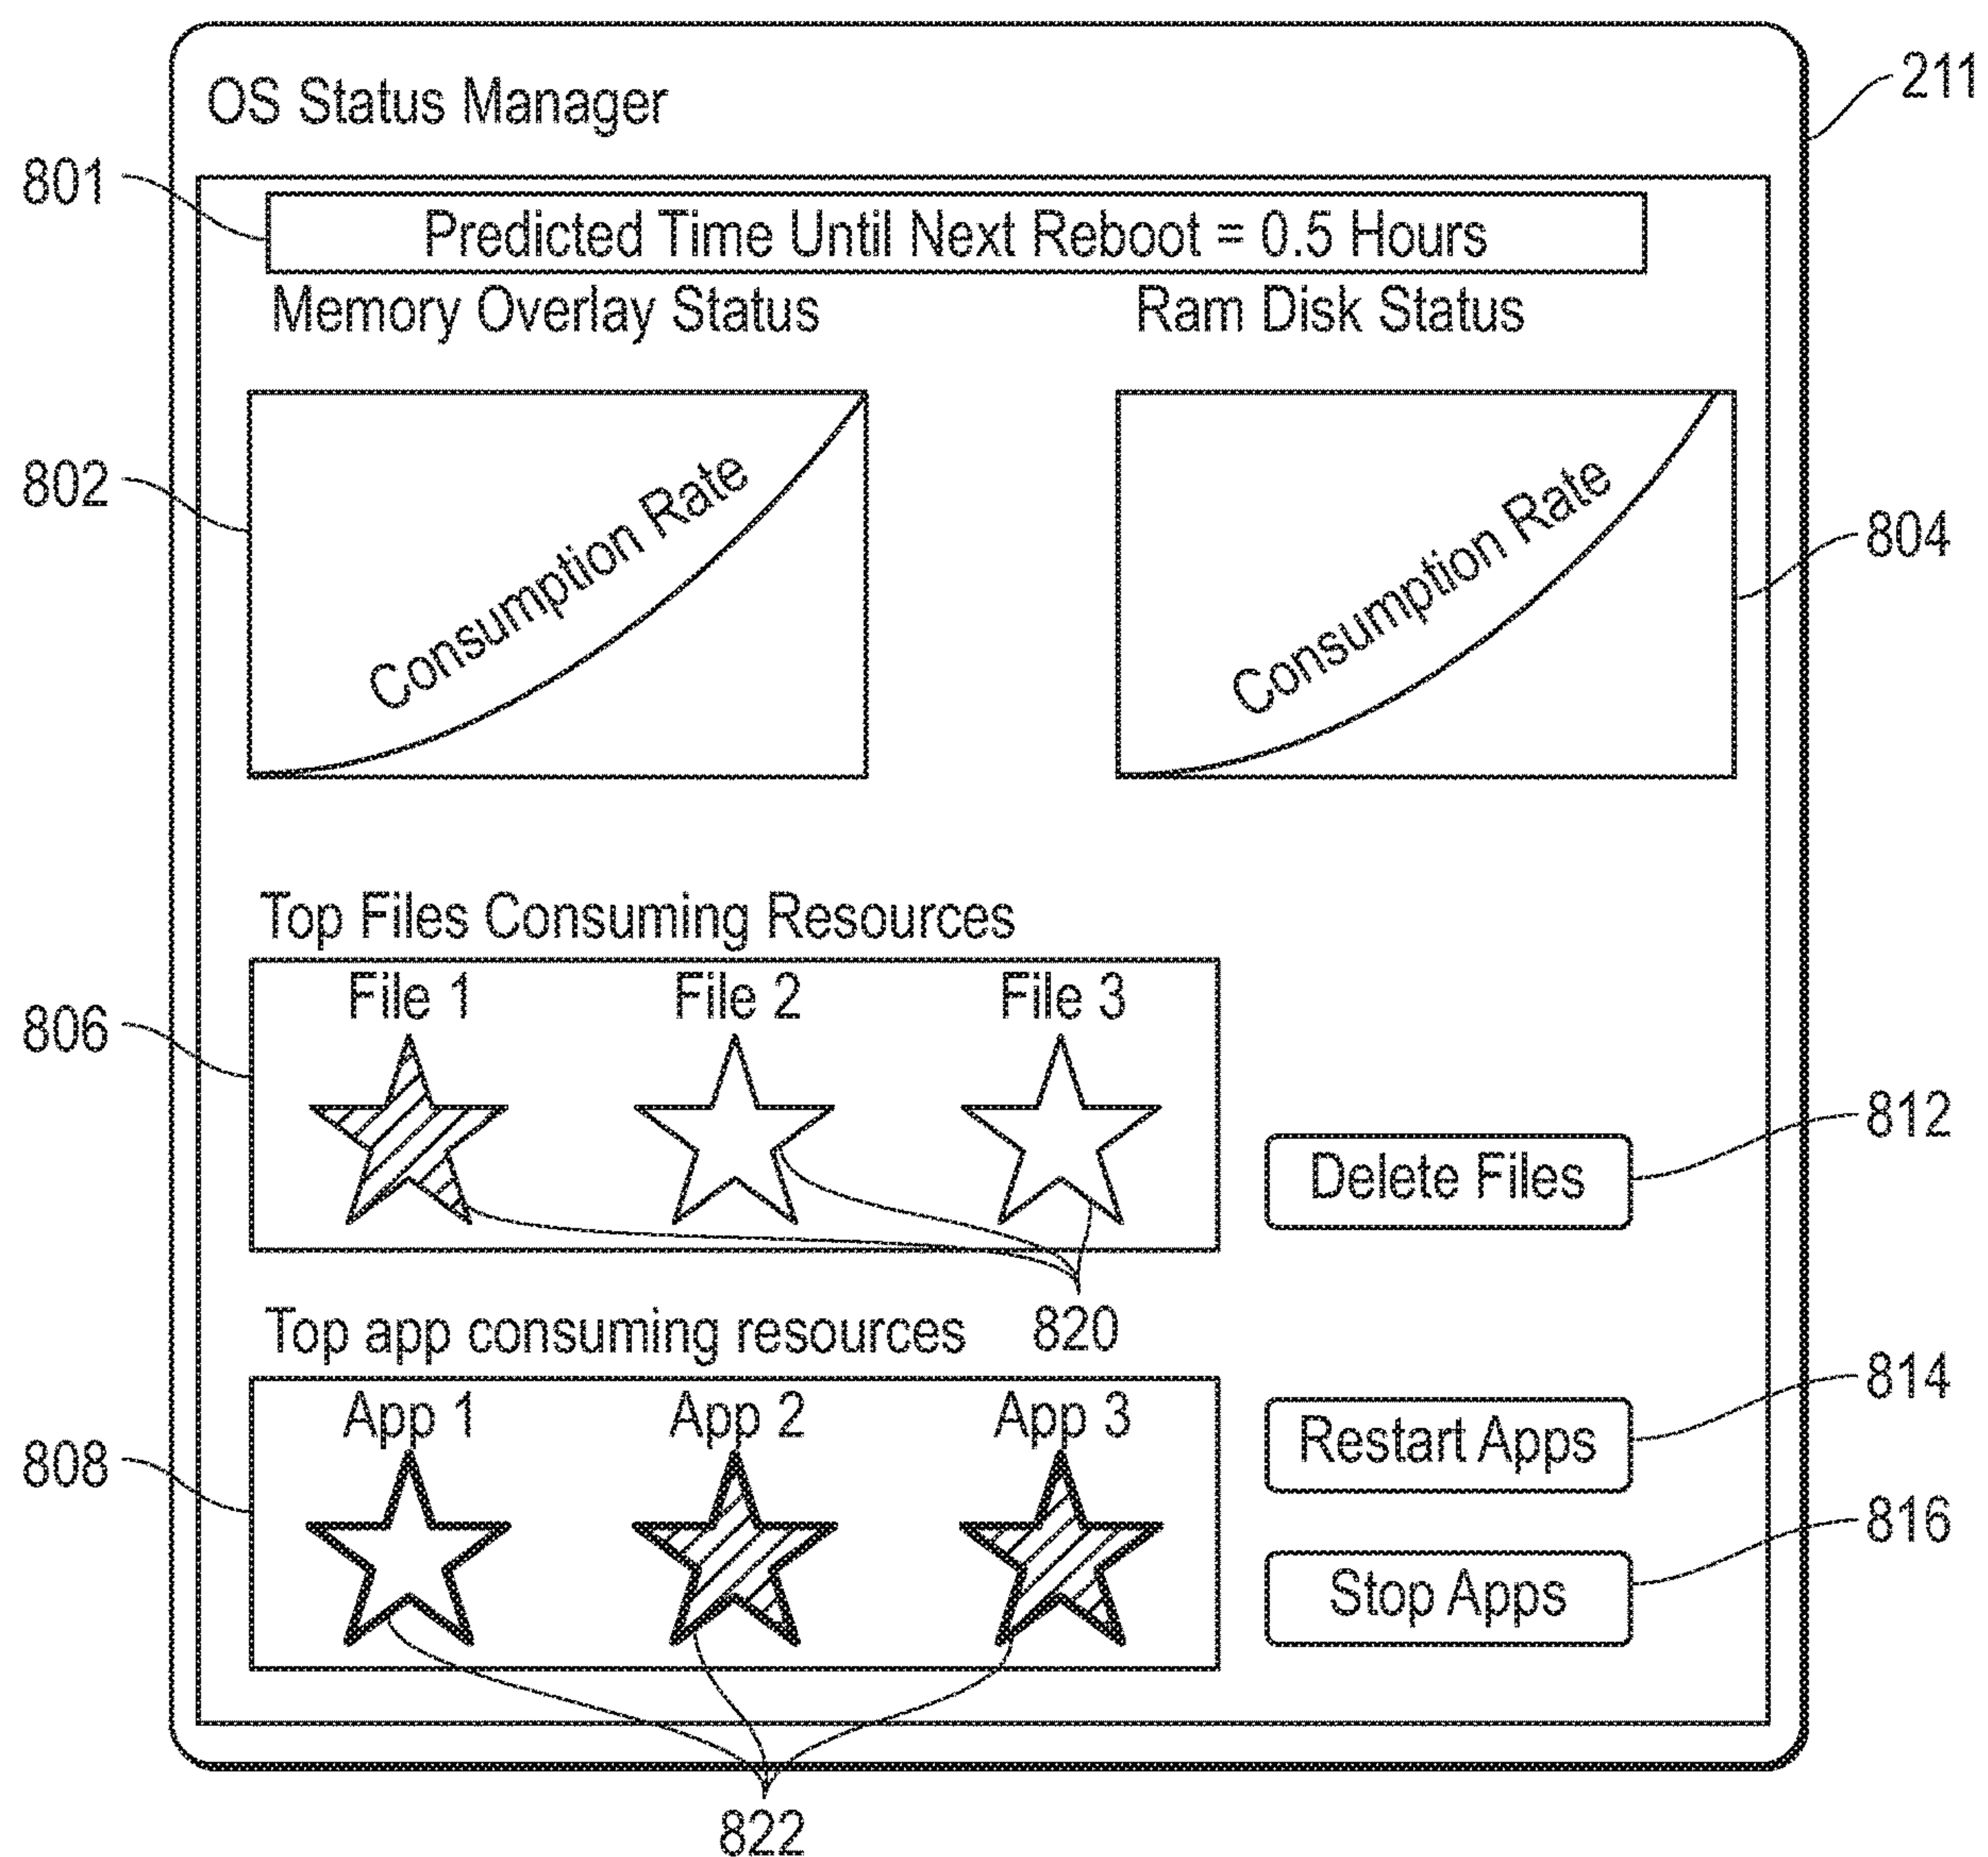 OS Status Manager
211
801
Predicted Time Until Next Reboot = 0.5 Hours
Memory Overlay Status
Ram Disk Status
802
Consumption Rate
Consumption Rate
804
Top Files Consuming Resources
806
File 1
File 2
File 3
812
Delete Files
820
Top app consuming resources
808
App 1
App 2
App 3
814
Restart Apps
816
Stop Apps
822